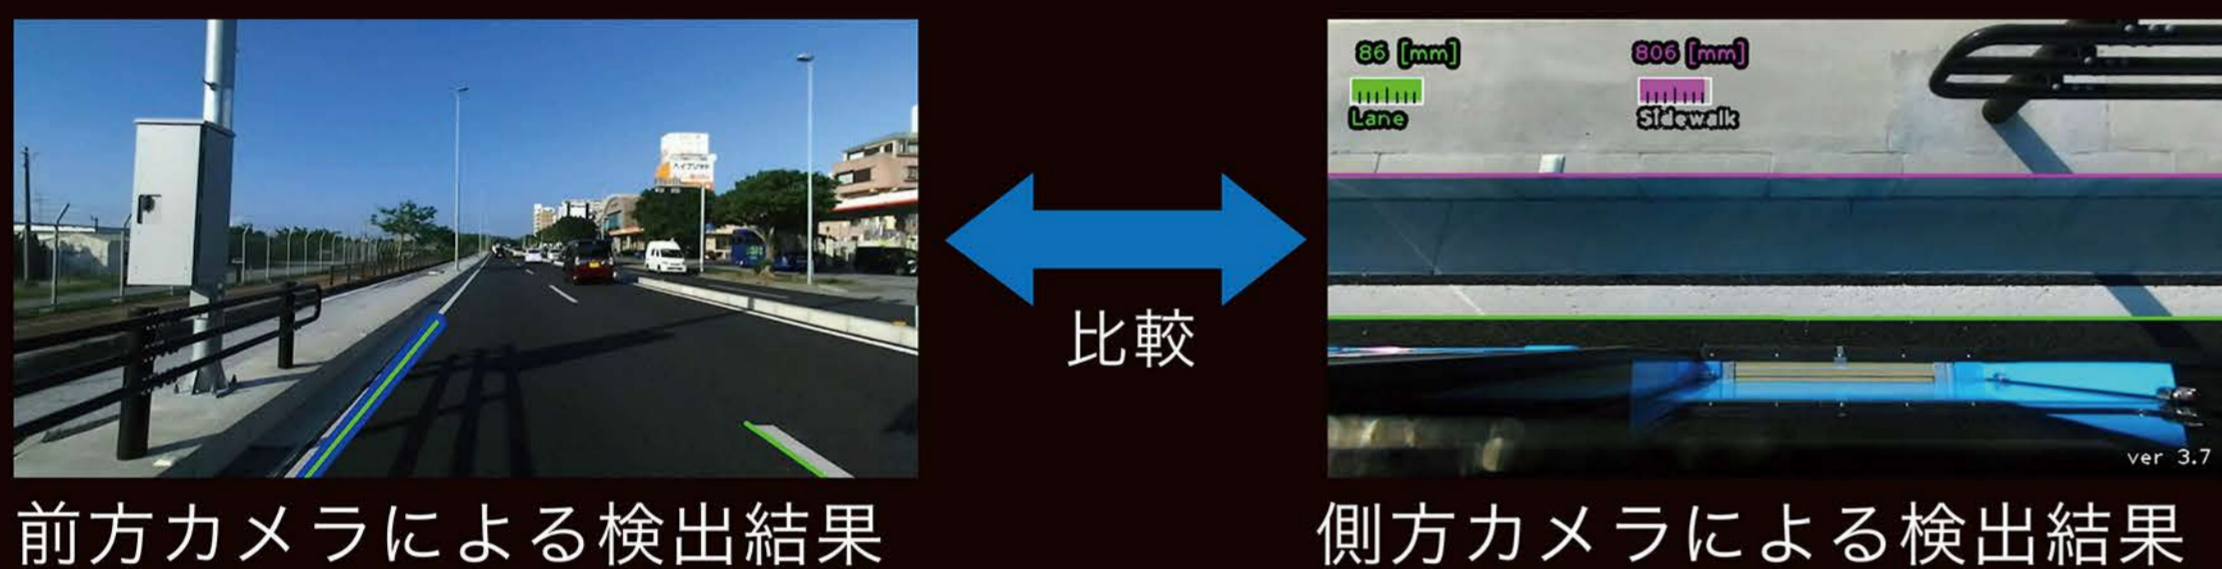 86 [mm]
806 [mm]
Lane
Sidewalk
比較
ver 3.7
前方カメラによる検出結果
側方カメラによる検出結果